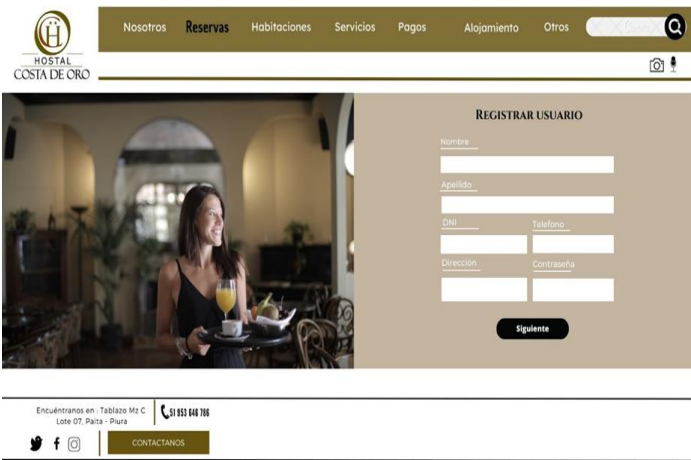 HOSTAL
COSTA DE ORO
Nosotros Reservas Habitaciones Servicios Pagos Alojamiento Otros
REGISTRAR USUARIO
Nombre
Apellido
DNI Telefono
Dirección Contraseña
Siguiente
Encuéntranos en : Tablazo Mz C
Lote 07, Paita - Piura
51 953 646 786
CONTACTANOS